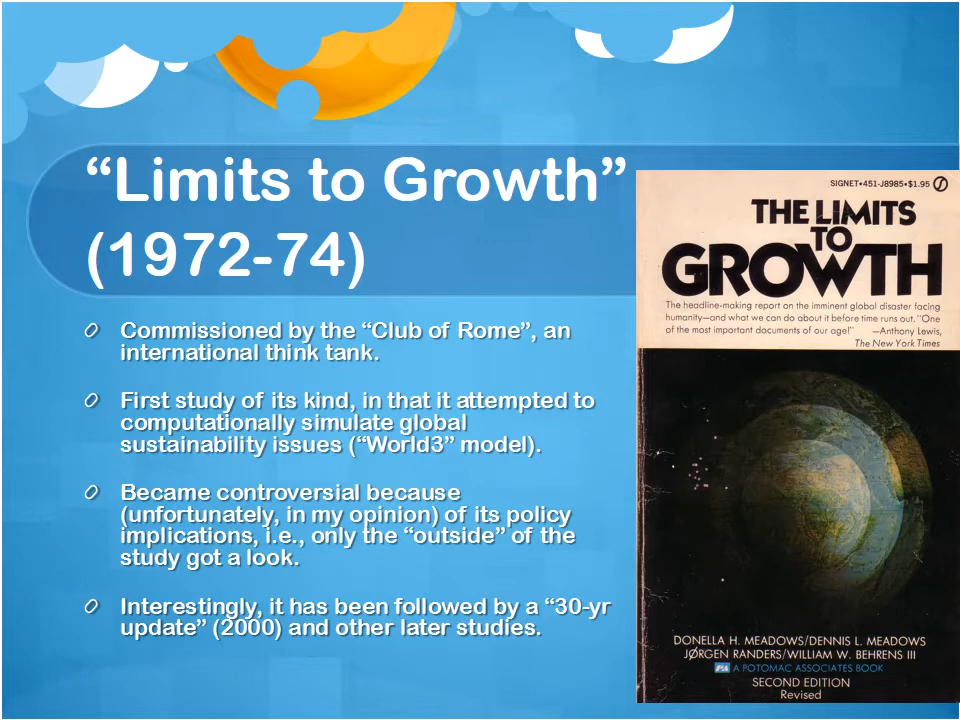 “Limits to Growth”
(1972-74)
Commissioned by the “Club of Rome”, an
international think tank.
First study of its kind, in that it attempted to
computationally simulate global
sustainability issues (“World3” model).
Became controversial because
(unfortunately, in my opinion) of its policy
implications, i.e., only the “outside” of the
study got a look.
Interestingly, it has been followed by a “30-yr
update” (2000) and other later studies.
SIGNET•451-J8985•$1.95
THE LIMITS
TO
GROWTH
The headline-making report on the imminent global disaster facing
humanity—and what we can do about it before time runs out. “One
of the most important documents of our age!” —Anthony Lewis,
The New York Times
DONELLA H. MEADOWS/DENNIS L. MEADOWS
JØRGEN RANDERS/WILLIAM W. BEHRENS III
A POTOMAC ASSOCIATES BOOK
SECOND EDITION
Revised